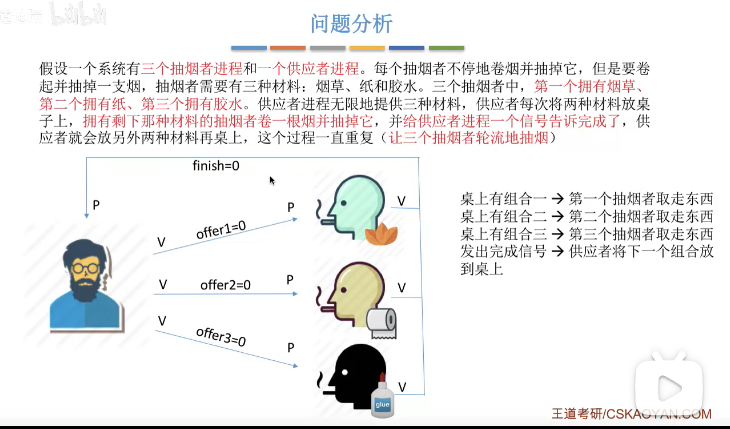 bilibili
问题分析
假设一个系统有三个抽烟者进程和一个供应者进程。每个抽烟者不停地卷烟并抽掉它，但是要卷
起并抽掉一支烟，抽烟者需要有三种材料：烟草、纸和胶水。三个抽烟者中，第一个拥有烟草、
第二个拥有纸、第三个拥有胶水。供应者进程无限地提供三种材料，供应者每次将两种材料放桌
子上，拥有剩下那种材料的抽烟者卷一根烟并抽掉它，并给供应者进程一个信号告诉完成了，供
应者就会放另外两种材料再桌上，这个过程一直重复（让三个抽烟者轮流地抽烟）
finish=0
P
P
V
V
offer1=0
V
offer2=0
P
V
V
offer3=0
P
V
glue
桌上有组合一 → 第一个抽烟者取走东西
桌上有组合二 → 第二个抽烟者取走东西
桌上有组合三 → 第三个抽烟者取走东西
发出完成信号 → 供应者将下一个组合放
到桌上
王道考研/CSKAOYAN.COM